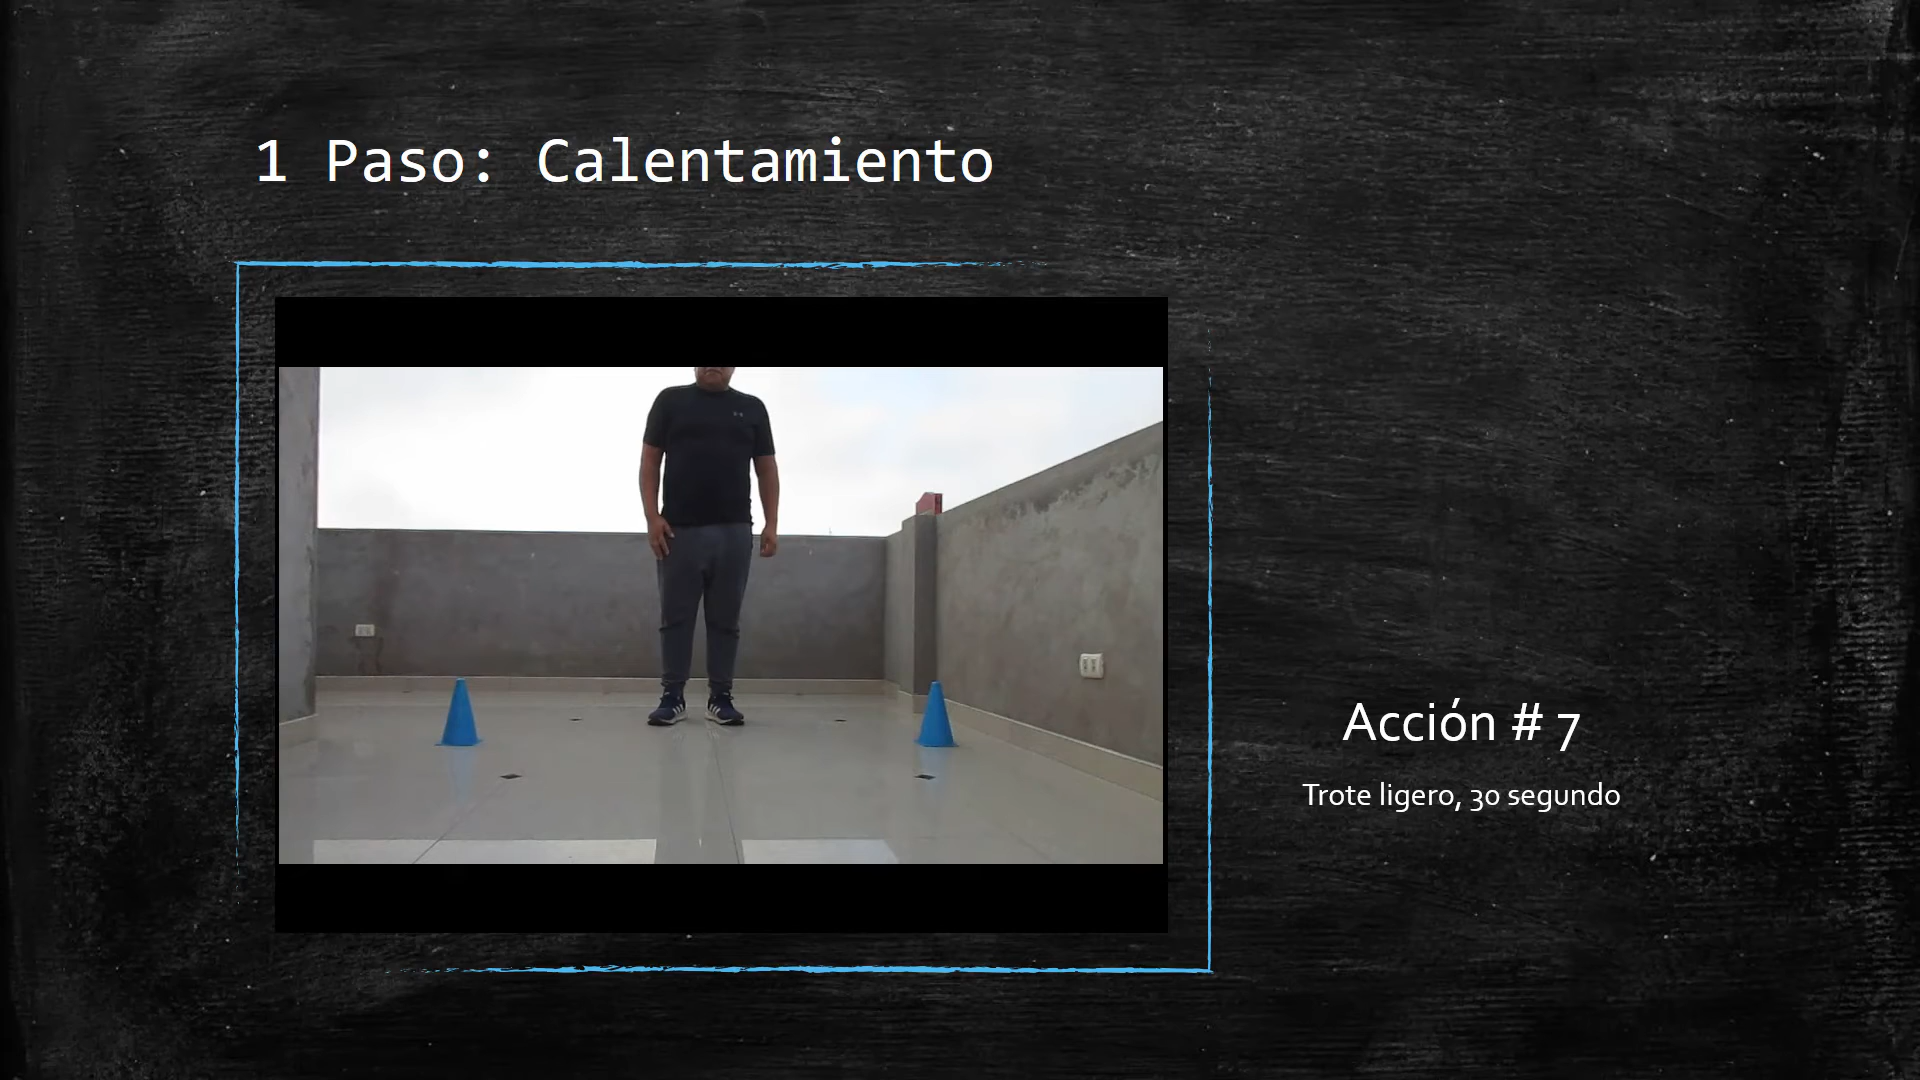 1 Paso: Calentamiento
Acción # 7
Trote ligero, 30 segundo